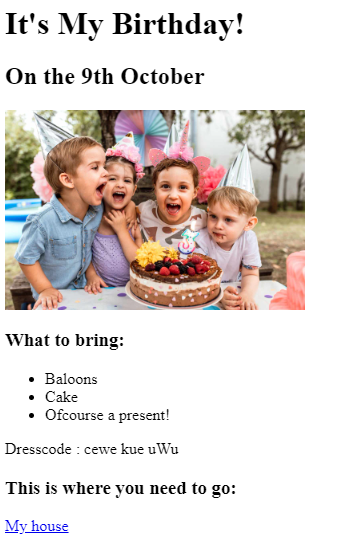 It's My Birthday!
On the 9th October
What to bring:
Baloons
Cake
Ofcourse a present!
Dresscode : cewe kue uWu
This is where you need to go:
My house